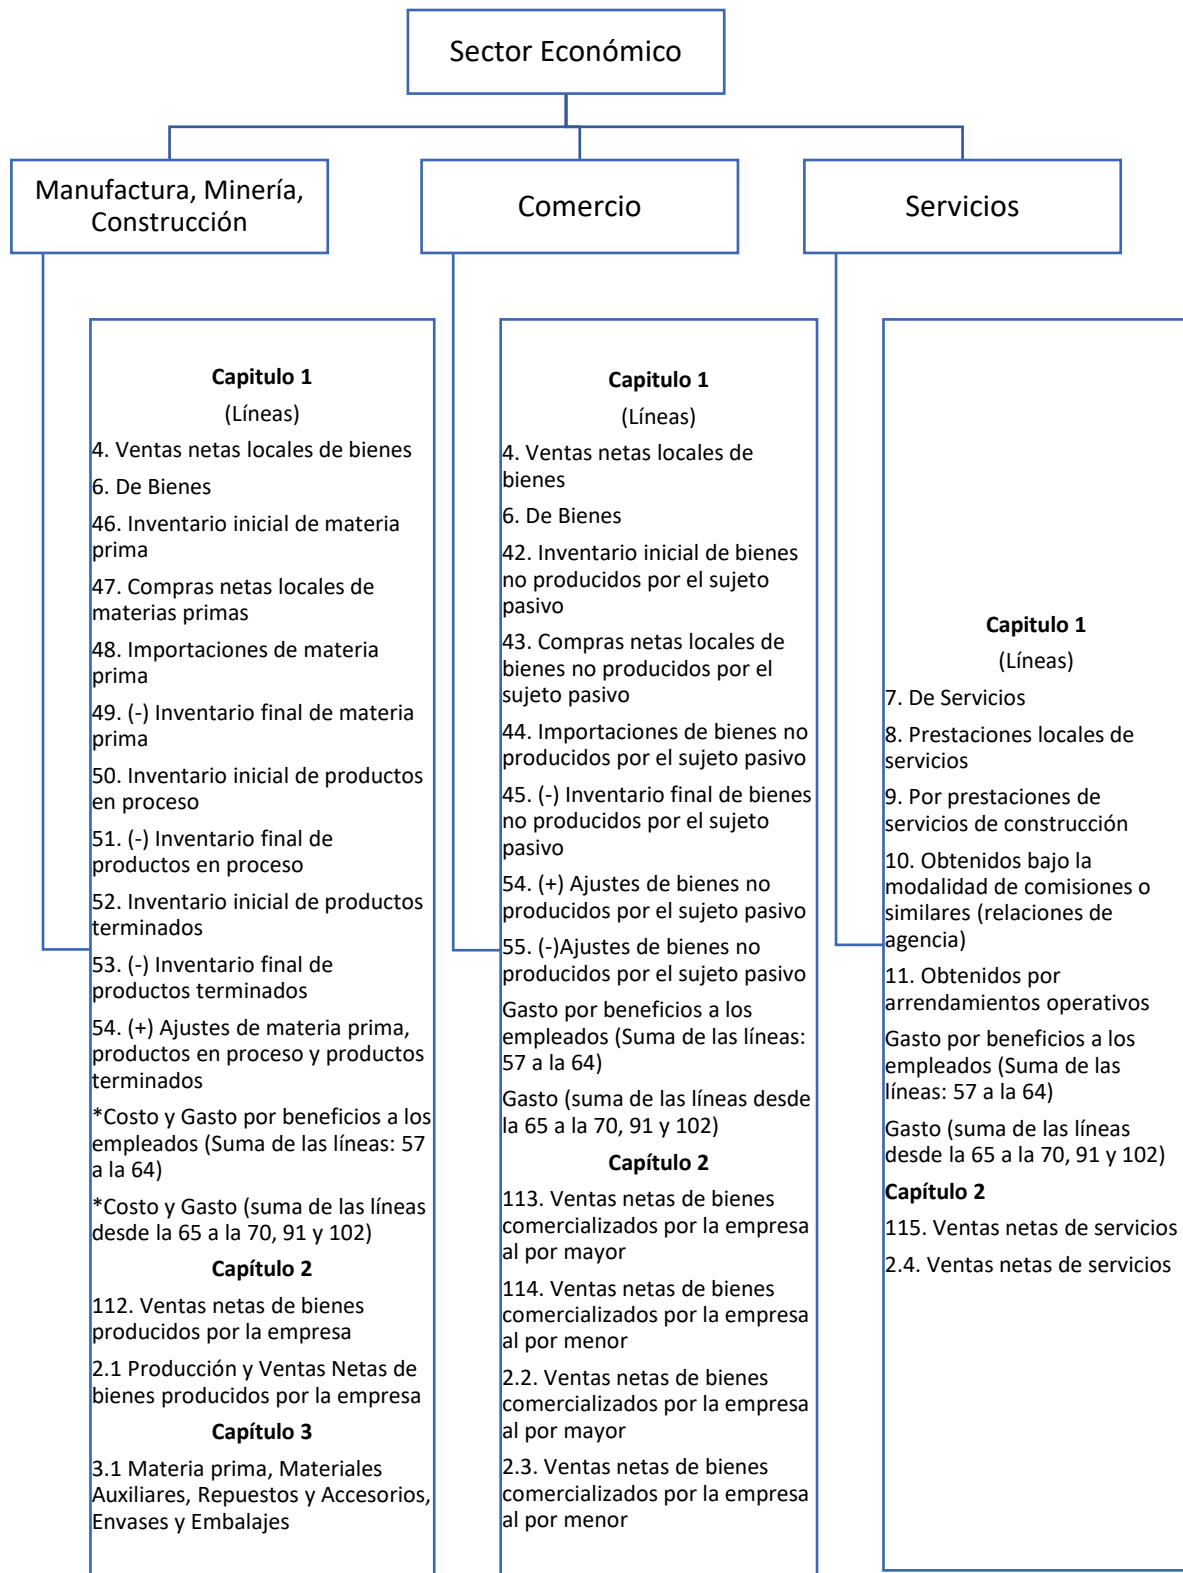 Sector Económico
Manufactura, Minería,
Construcción
Comercio
Servicios
Capitulo 1
(Líneas)
4. Ventas netas locales de bienes
6. De Bienes
46. Inventario inicial de materia
prima
47. Compras netas locales de
materias primas
48. Importaciones de materia
prima
49. (-) Inventario final de materia
prima
50. Inventario inicial de productos
en proceso
51. (-) Inventario final de
productos en proceso
52. Inventario inicial de productos
terminados
53. (-) Inventario final de
productos terminados
54. (+) Ajustes de materia prima,
productos en proceso y productos
terminados
*Costo y Gasto por beneficios a los
empleados (Suma de las líneas: 57
a la 64)
*Costo y Gasto (suma de las líneas
desde la 65 a la 70, 91 y 102)
Capítulo 2
112. Ventas netas de bienes
producidos por la empresa
2.1 Producción y Ventas Netas de
bienes producidos por la empresa
Capítulo 3
3.1 Materia prima, Materiales
Auxiliares, Repuestos y Accesorios,
Envases y Embalajes
Capitulo 1
(Líneas)
4. Ventas netas locales de
bienes
6. De Bienes
42. Inventario inicial de bienes
no producidos por el sujeto
pasivo
43. Compras netas locales de
bienes no producidos por el
sujeto pasivo
44. Importaciones de bienes no
producidos por el sujeto pasivo
45. (-) Inventario final de bienes
no producidos por el sujeto
pasivo
54. (+) Ajustes de bienes no
producidos por el sujeto pasivo
55. (-)Ajustes de bienes no
producidos por el sujeto pasivo
Gasto por beneficios a los
empleados (Suma de las líneas:
57 a la 64)
Gasto (suma de las líneas desde
la 65 a la 70, 91 y 102)
Capítulo 2
113. Ventas netas de bienes
comercializados por la empresa
al por mayor
114. Ventas netas de bienes
comercializados por la empresa
al por menor
2.2. Ventas netas de bienes
comercializados por la empresa
al por mayor
2.3. Ventas netas de bienes
comercializados por la empresa
al por menor
Capitulo 1
(Líneas)
7. De Servicios
8. Prestaciones locales de
servicios
9. Por prestaciones de
servicios de construcción
10. Obtenidos bajo la
modalidad de comisiones o
similares (relaciones de
agencia)
11. Obtenidos por
arrendamientos operativos
Gasto por beneficios a los
empleados (Suma de las
líneas: 57 a la 64)
Gasto (suma de las líneas
desde la 65 a la 70, 91 y 102)
Capítulo 2
115. Ventas netas de servicios
2.4. Ventas netas de servicios